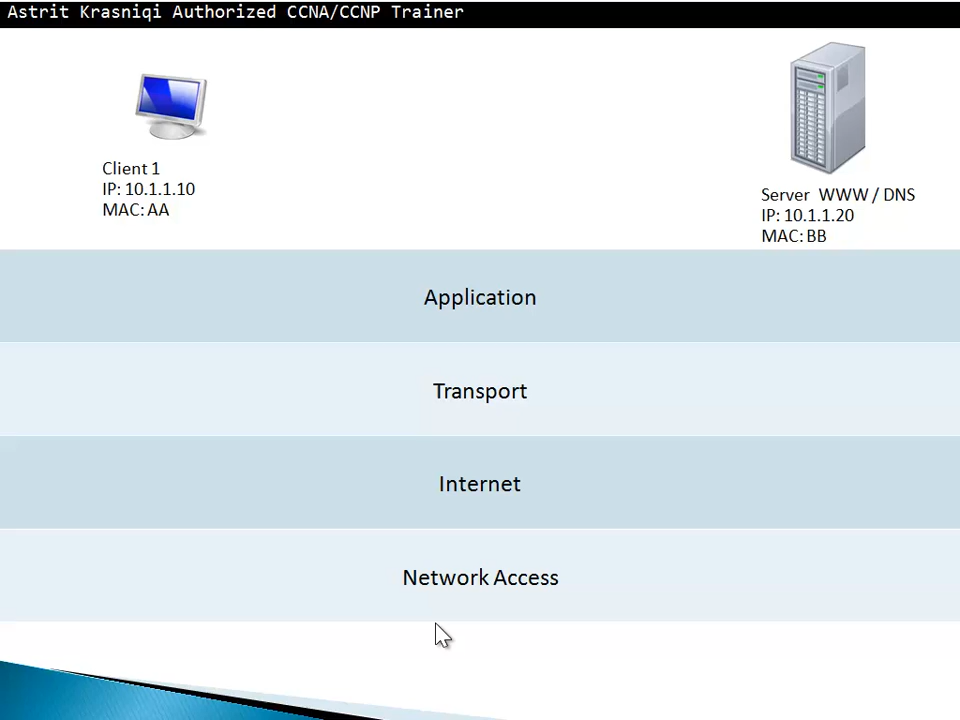 Astrit Krasniqi Authorized CCNA/CCNP Trainer
Client 1
IP: 10.1.1.10
MAC: AA
Server WWW / DNS
IP: 10.1.1.20
MAC: BB
Application
Transport
Internet
Network Access